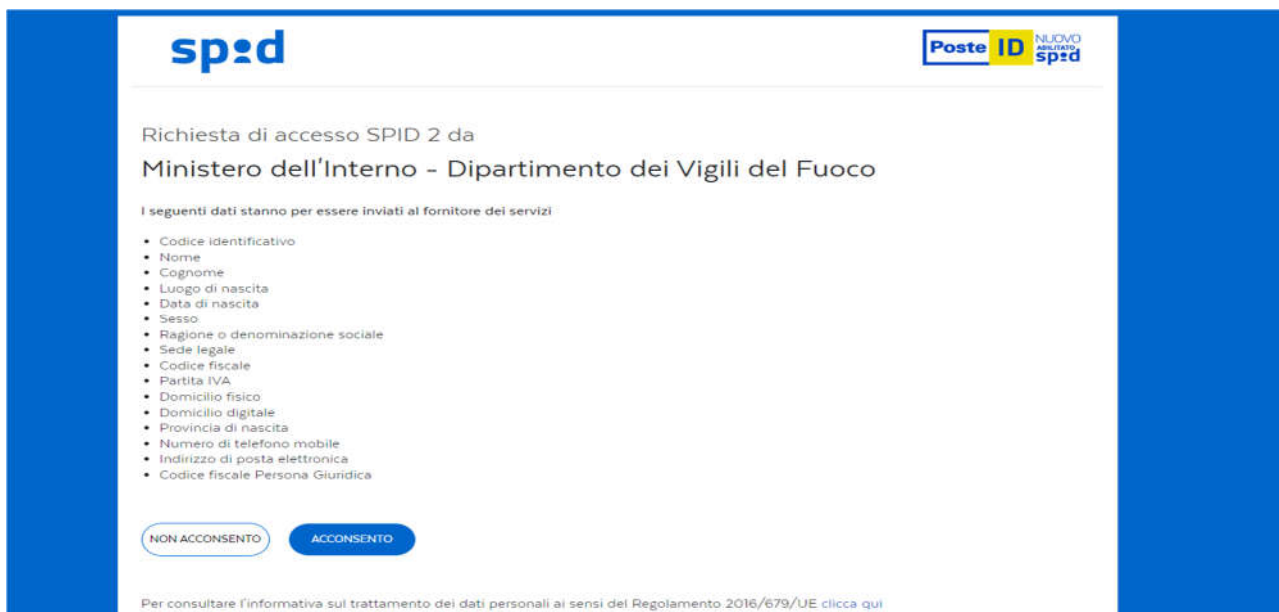 spid
Poste ID NUOVO
ABILITATO
spid
Richiesta di accesso SPID 2 da
Ministero dell'Interno - Dipartimento dei Vigili del Fuoco
I seguenti dati stanno per essere inviati al fornitore dei servizi
• Codice identificativo
• Nome
• Cognome
• Luogo di nascita
• Data di nascita
• Sesso
• Ragione o denominazione sociale
• Sede legale
• Codice fiscale
• Partita IVA
• Domicilio fisico
• Domicilio digitale
• Provincia di nascita
• Numero di telefono mobile
• Indirizzo di posta elettronica
• Codice fiscale Persona Giuridica
NON ACCONSENTO ACCONSENTO
Per consultare l'informativa sul trattamento dei dati personali ai sensi del Regolamento 2016/679/UE clicca qui